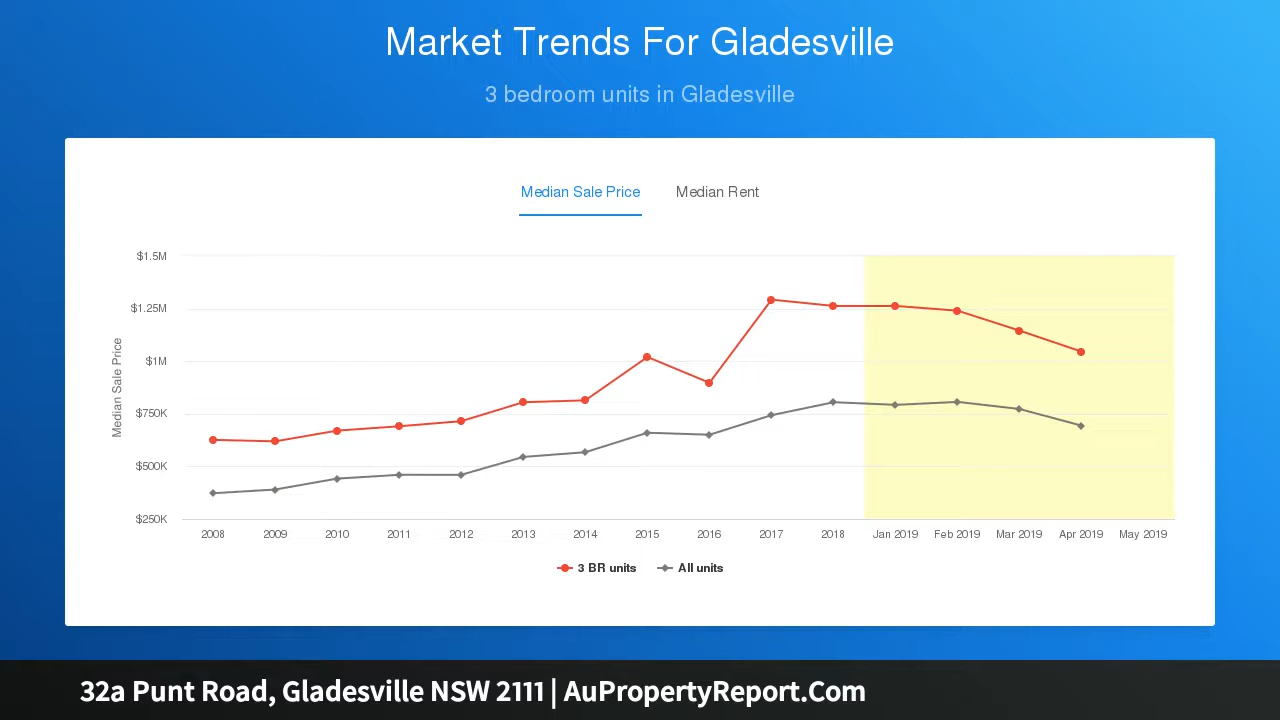 Market Trends For Gladesville
3 bedroom units in Gladesville
Median Sale Price Median Rent
Median Sale Price
$1.5M
$1.25M
$1M
$750K
$500K
$250K
2008 2009 2010 2011 2012 2013 2014 2015 2016 2017 2018 Jan 2019 Feb 2019 Mar 2019 Apr 2019 May 2019
3 BR units All units
32a Punt Road, Gladesville NSW 2111 | AuPropertyReport.Com